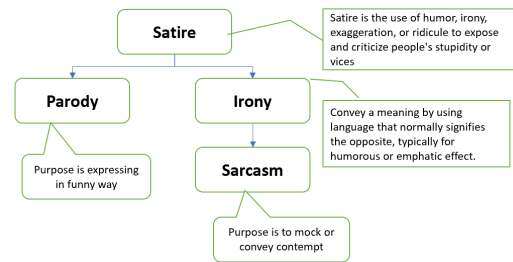 Satire
Satire is the use of humor, irony,
exaggeration, or ridicule to expose
and criticize people's stupidity or
vices
Parody
Irony
Convey a meaning by using
language that normally signifies
the opposite, typically for
humorous or emphatic effect.
Purpose is expressing
in funny way
Sarcasm
Purpose is to mock or
convey contempt